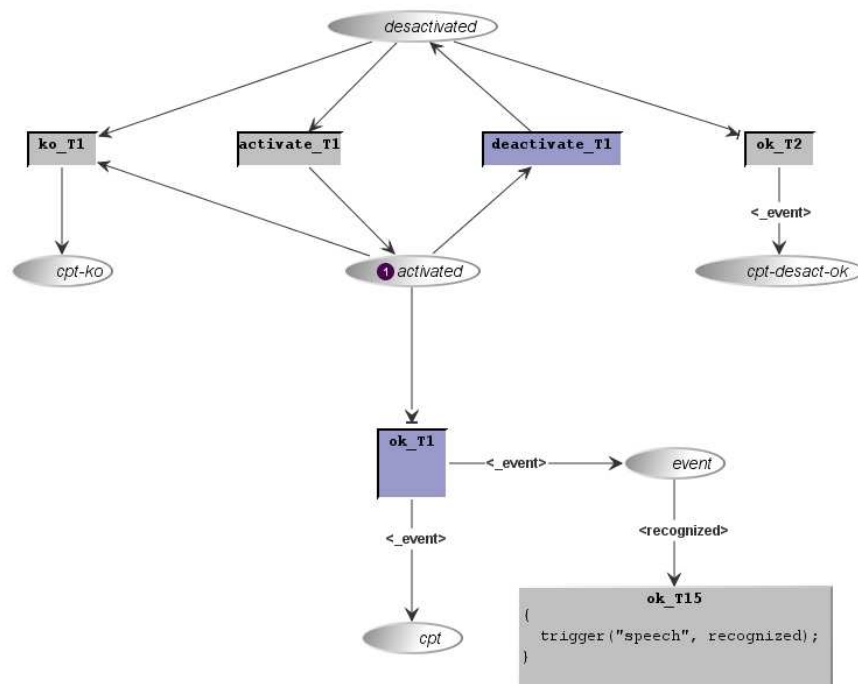 desactivated
ko_T1
activate_T1
deactivate_T1
ok_T2
<_event>
cpt-ko
1 activated
cpt-desact-ok
ok_T1
<_event>
event
<_event>
<recognized>
ok_T15
{
trigger("speech", recognized);
}
cpt